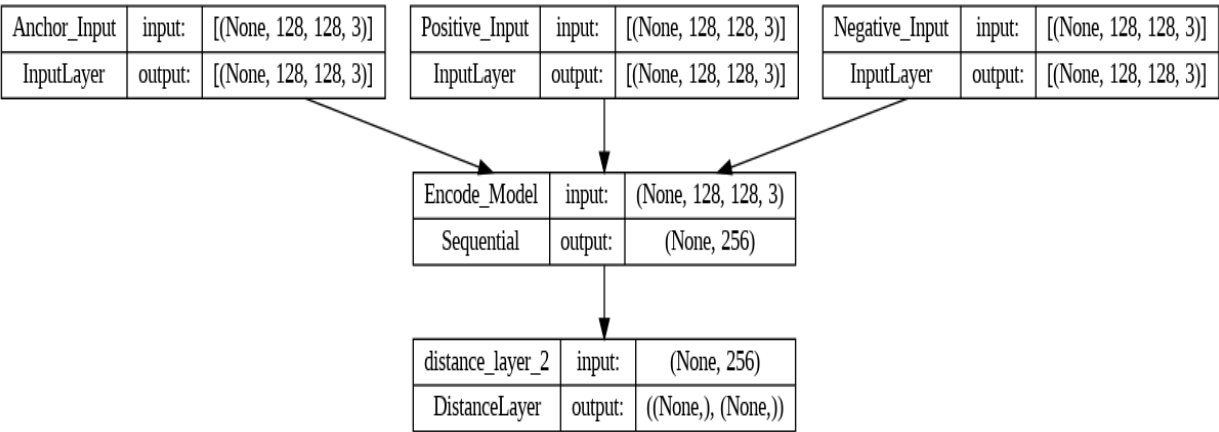 Anchor_Input input: [(None, 128, 128, 3)]
InputLayer output: [(None, 128, 128, 3)]
Positive_Input input: [(None, 128, 128, 3)]
InputLayer output: [(None, 128, 128, 3)]
Negative_Input input: [(None, 128, 128, 3)]
InputLayer output: [(None, 128, 128, 3)]
Encode_Model input: (None, 128, 128, 3)
Sequential output: (None, 256)
distance_layer_2 input: (None, 256)
DistanceLayer output: ((None,), (None,))